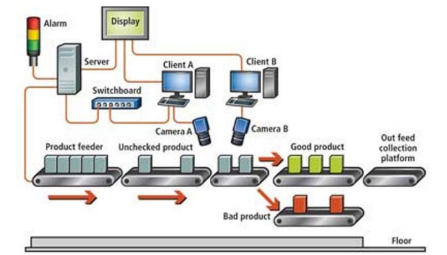 Alarm
Display
Server
Client A
Client B
Switchboard
Camera A
Camera B
Product feeder
Unchecked product
Good product
Out feed
collection
platform
Bad product
Floor